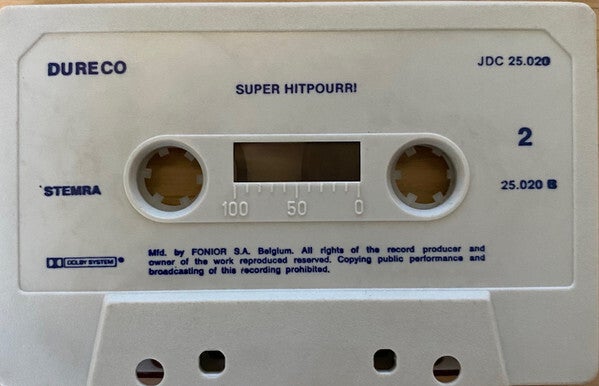 DURECO
JDC 25.020
SUPER HITPOURRI
2
STEMRA
25.020 B
100 50 0
DOLBY SYSTEM
Mfd. by FONIOR S.A. Belgium. All rights of the record producer and
owner of the work reproduced reserved. Copying public performance and
broadcasting of this recording prohibited.